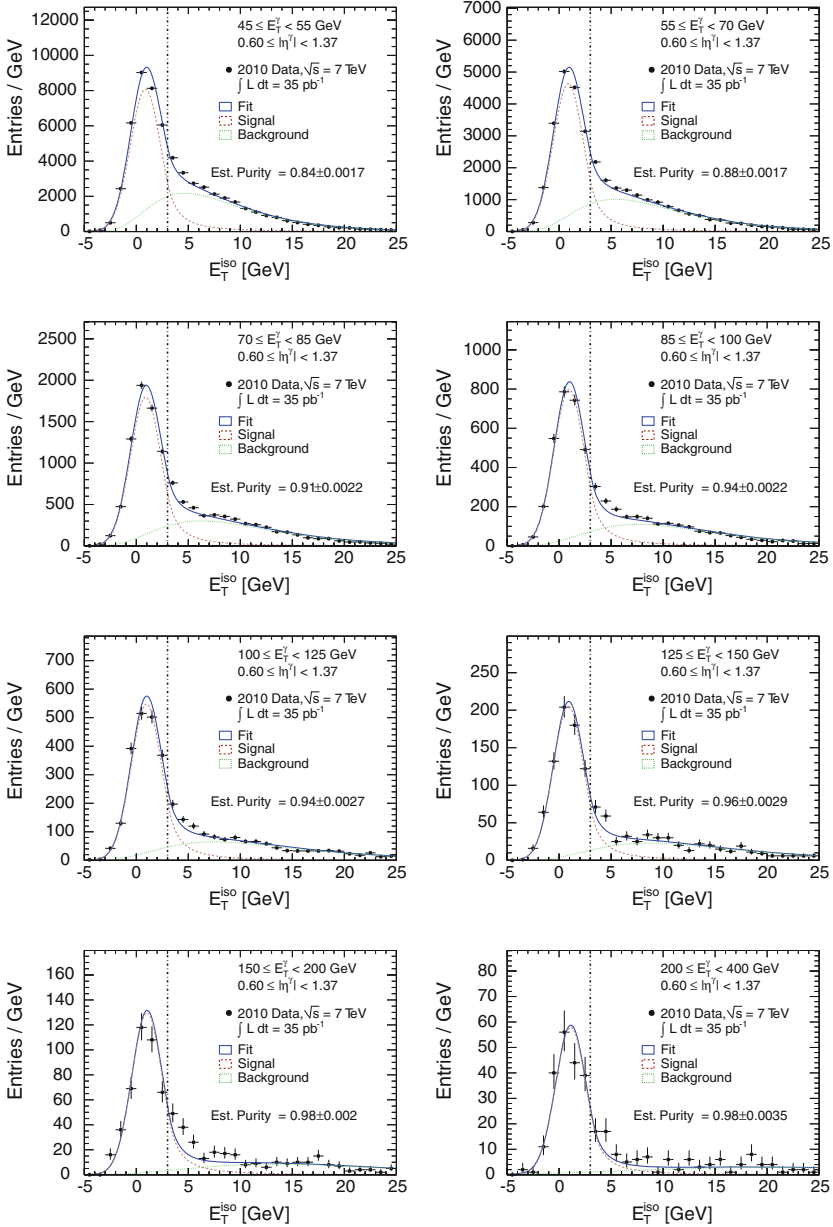 45 ≤ E_T^γ < 55 GeV
0.60 ≤ |η^γ| < 1.37
2010 Data, √s = 7 TeV
∫ L dt = 35 pb⁻¹
Fit
Signal
Background
Est. Purity = 0.84±0.0017
Entries / GeV
12000
10000
8000
6000
4000
2000
0
-5 0 5 10 15 20 25
E_T^iso [GeV]
55 ≤ E_T^γ < 70 GeV
0.60 ≤ |η^γ| < 1.37
2010 Data, √s = 7 TeV
∫ L dt = 35 pb⁻¹
Fit
Signal
Background
Est. Purity = 0.88±0.0017
Entries / GeV
7000
6000
5000
4000
3000
2000
1000
0
-5 0 5 10 15 20 25
E_T^iso [GeV]
70 ≤ E_T^γ < 85 GeV
0.60 ≤ |η^γ| < 1.37
2010 Data, √s = 7 TeV
∫ L dt = 35 pb⁻¹
Fit
Signal
Background
Est. Purity = 0.91±0.0022
Entries / GeV
2500
2000
1500
1000
500
0
-5 0 5 10 15 20 25
E_T^iso [GeV]
85 ≤ E_T^γ < 100 GeV
0.60 ≤ |η^γ| < 1.37
2010 Data, √s = 7 TeV
∫ L dt = 35 pb⁻¹
Fit
Signal
Background
Est. Purity = 0.94±0.0022
Entries / GeV
1000
800
600
400
200
0
-5 0 5 10 15 20 25
E_T^iso [GeV]
100 ≤ E_T^γ < 125 GeV
0.60 ≤ |η^γ| < 1.37
2010 Data, √s = 7 TeV
∫ L dt = 35 pb⁻¹
Fit
Signal
Background
Est. Purity = 0.94±0.0027
Entries / GeV
700
600
500
400
300
200
100
0
-5 0 5 10 15 20 25
E_T^iso [GeV]
125 ≤ E_T^γ < 150 GeV
0.60 ≤ |η^γ| < 1.37
2010 Data, √s = 7 TeV
∫ L dt = 35 pb⁻¹
Fit
Signal
Background
Est. Purity = 0.96±0.0029
Entries / GeV
250
200
150
100
50
0
-5 0 5 10 15 20 25
E_T^iso [GeV]
150 ≤ E_T^γ < 200 GeV
0.60 ≤ |η^γ| < 1.37
2010 Data, √s = 7 TeV
∫ L dt = 35 pb⁻¹
Fit
Signal
Background
Est. Purity = 0.98±0.002
Entries / GeV
160
140
120
100
80
60
40
20
0
-5 0 5 10 15 20 25
E_T^iso [GeV]
200 ≤ E_T^γ < 400 GeV
0.60 ≤ |η^γ| < 1.37
2010 Data, √s = 7 TeV
∫ L dt = 35 pb⁻¹
Fit
Signal
Background
Est. Purity = 0.98±0.0035
Entries / GeV
80
70
60
50
40
30
20
10
0
-5 0 5 10 15 20 25
E_T^iso [GeV]